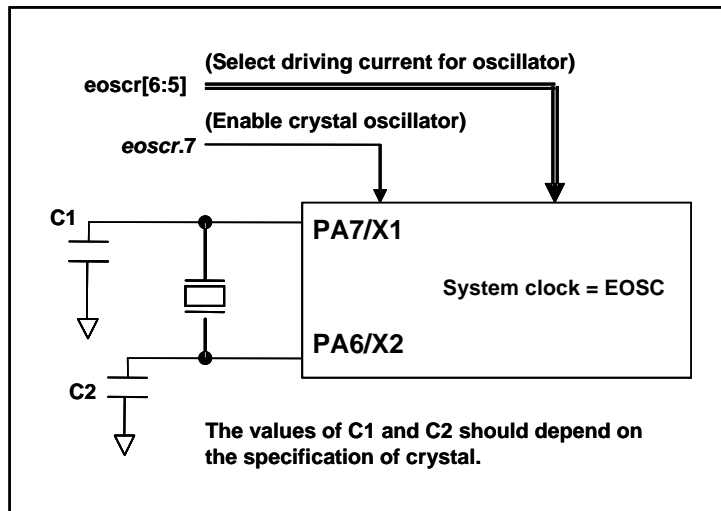 (Select driving current for oscillator)
eoscr[6:5]
(Enable crystal oscillator)
eoscr.7
C1
PA7/X1
System clock = EOSC
PA6/X2
C2
The values of C1 and C2 should depend on
the specification of crystal.